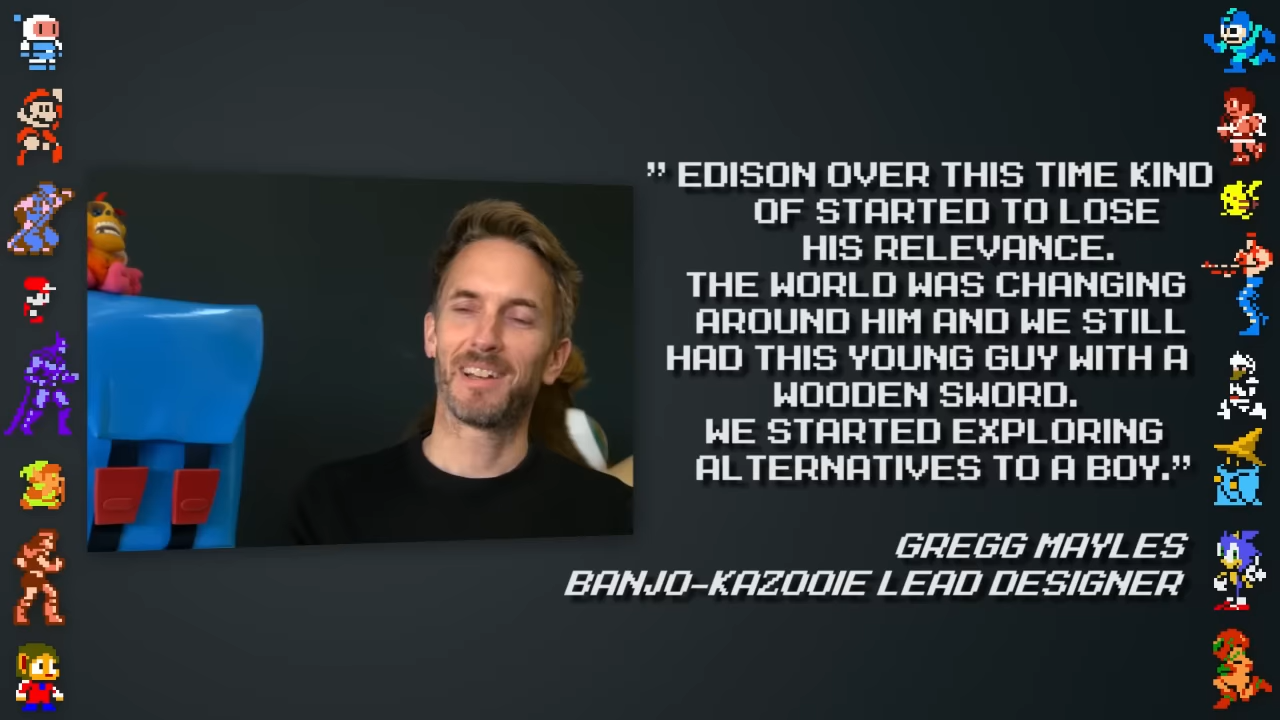 ” EDISON OVER THIS TIME KIND
OF STARTED TO LOSE
HIS RELEVANCE.
THE WORLD WAS CHANGING
AROUND HIM AND WE STILL
HAD THIS YOUNG GUY WITH A
WOODEN SWORD.
WE STARTED EXPLORING
ALTERNATIVES TO A BOY.”
GREGG MAYLES
BANJO-KAZOOIE LEAD DESIGNER